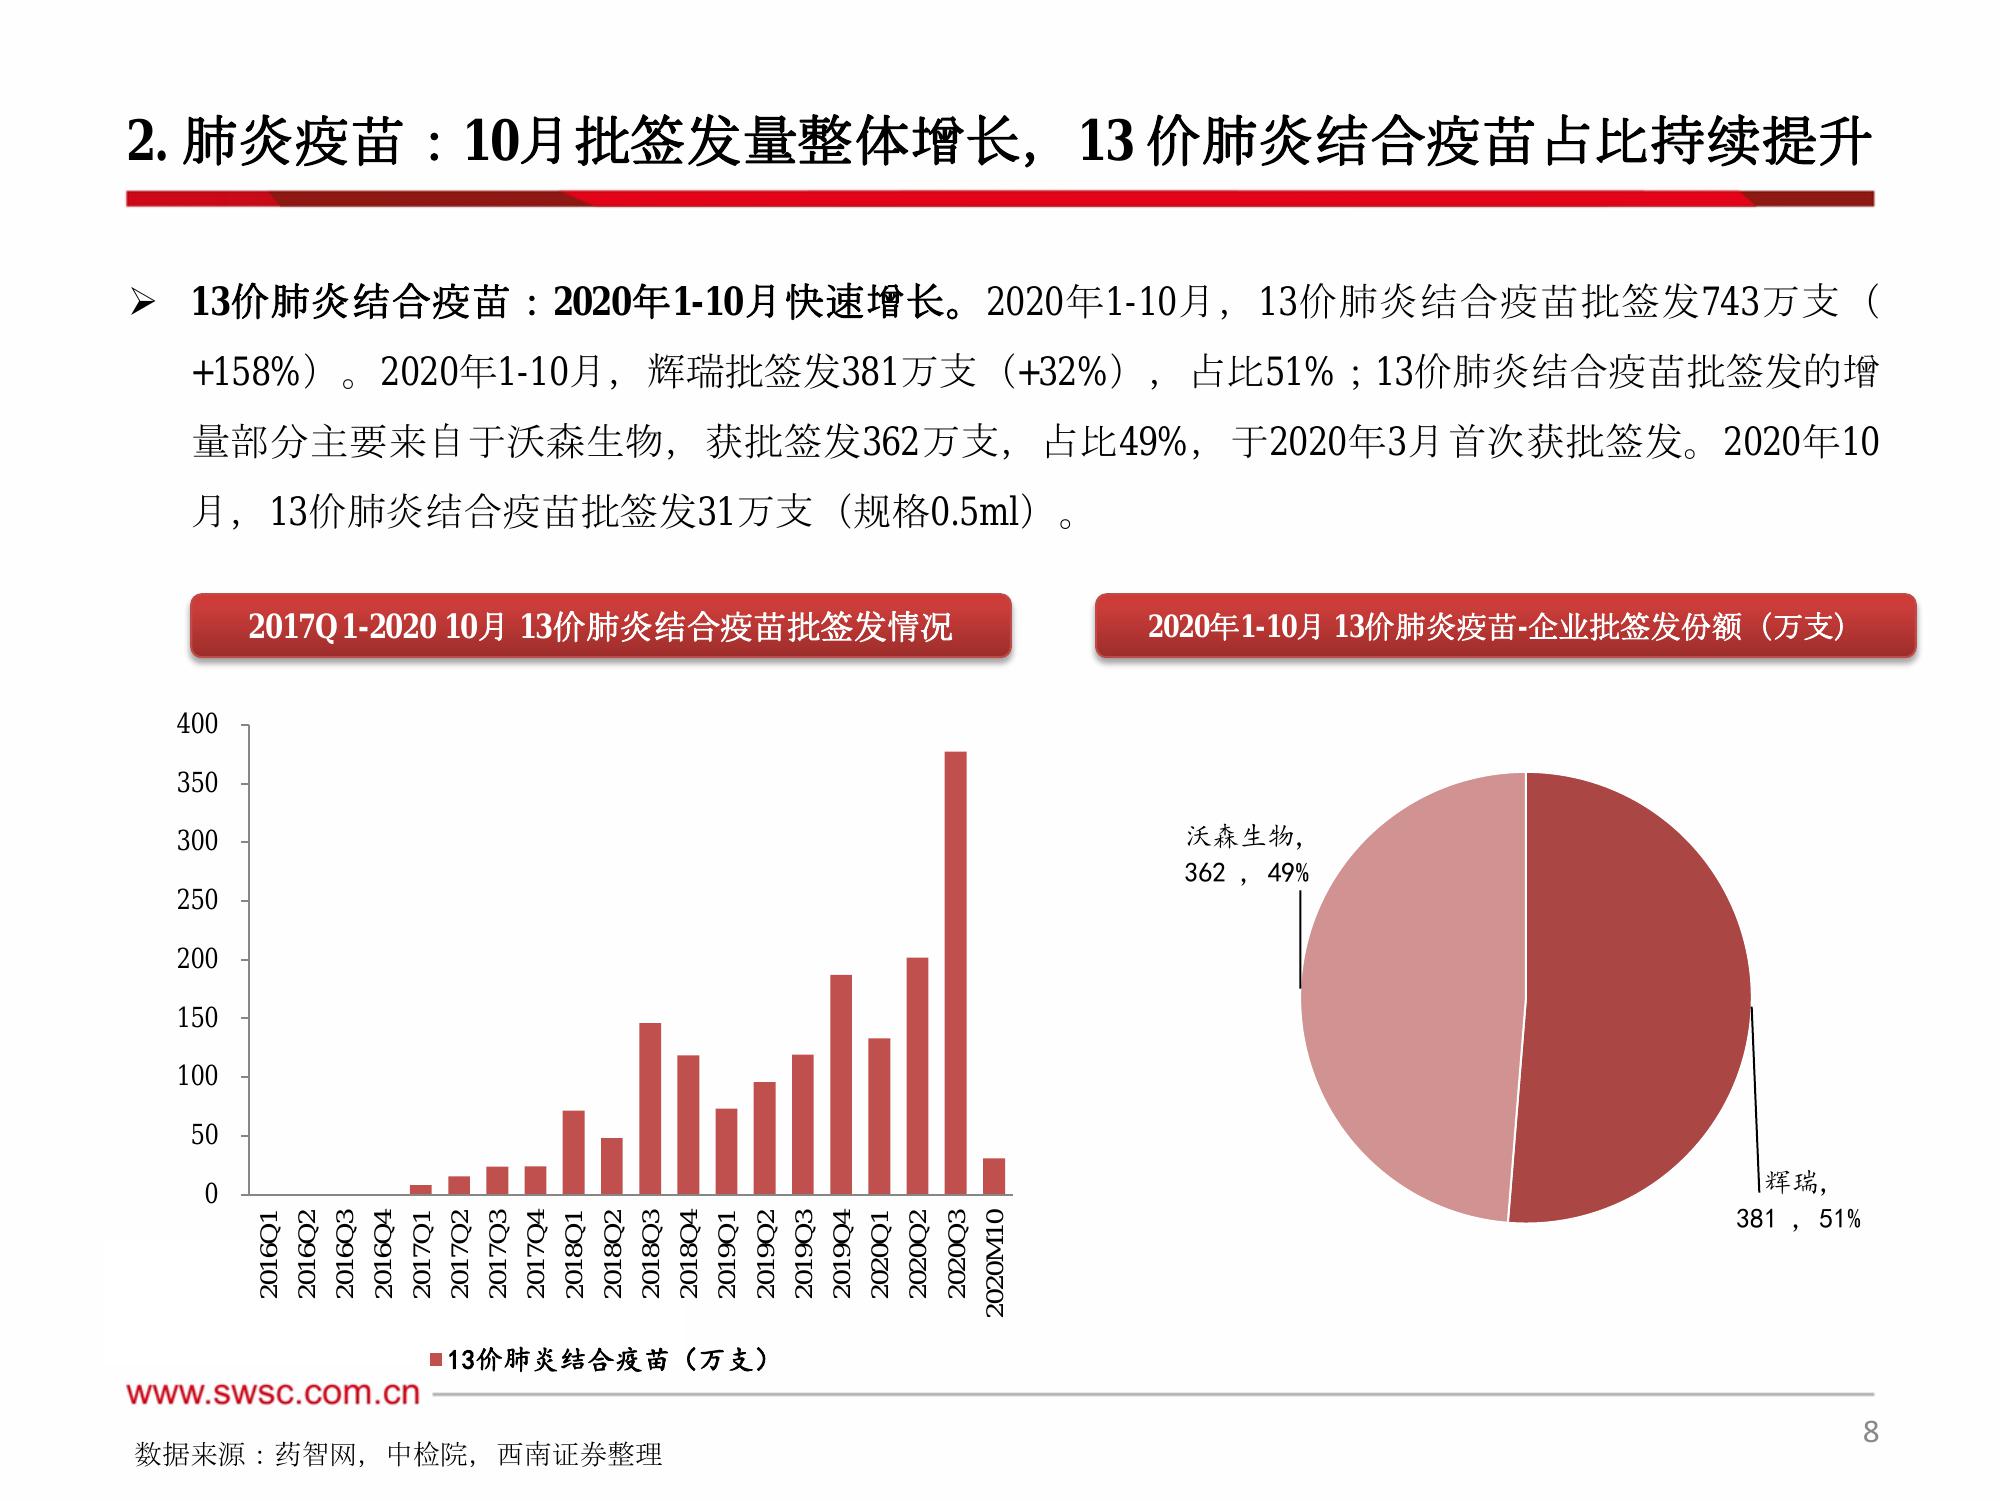 2. 肺炎疫苗：10月批签发量整体增长，13 价肺炎结合疫苗占比持续提升
➢ 13价肺炎结合疫苗：2020年1-10月快速增长。2020年1-10月，13价肺炎结合疫苗批签发743万支（
+158%）。2020年1-10月，辉瑞批签发381万支（+32%），占比51%；13价肺炎结合疫苗批签发的增
量部分主要来自于沃森生物，获批签发362万支，占比49%，于2020年3月首次获批签发。2020年10
月，13价肺炎结合疫苗批签发31万支（规格0.5ml）。
2017Q1-2020 10月 13价肺炎结合疫苗批签发情况
2020年1-10月 13价肺炎疫苗-企业批签发份额（万支）
400
350
300
250
200
150
100
50
0
2016Q1
2016Q2
2016Q3
2016Q4
2017Q1
2017Q2
2017Q3
2017Q4
2018Q1
2018Q2
2018Q3
2018Q4
2019Q1
2019Q2
2019Q3
2019Q4
2020Q1
2020Q2
2020Q3
2020M10
13价肺炎结合疫苗（万支）
沃森生物,
362 , 49%
辉瑞,
381 , 51%
www.swsc.com.cn
8
数据来源：药智网，中检院，西南证券整理